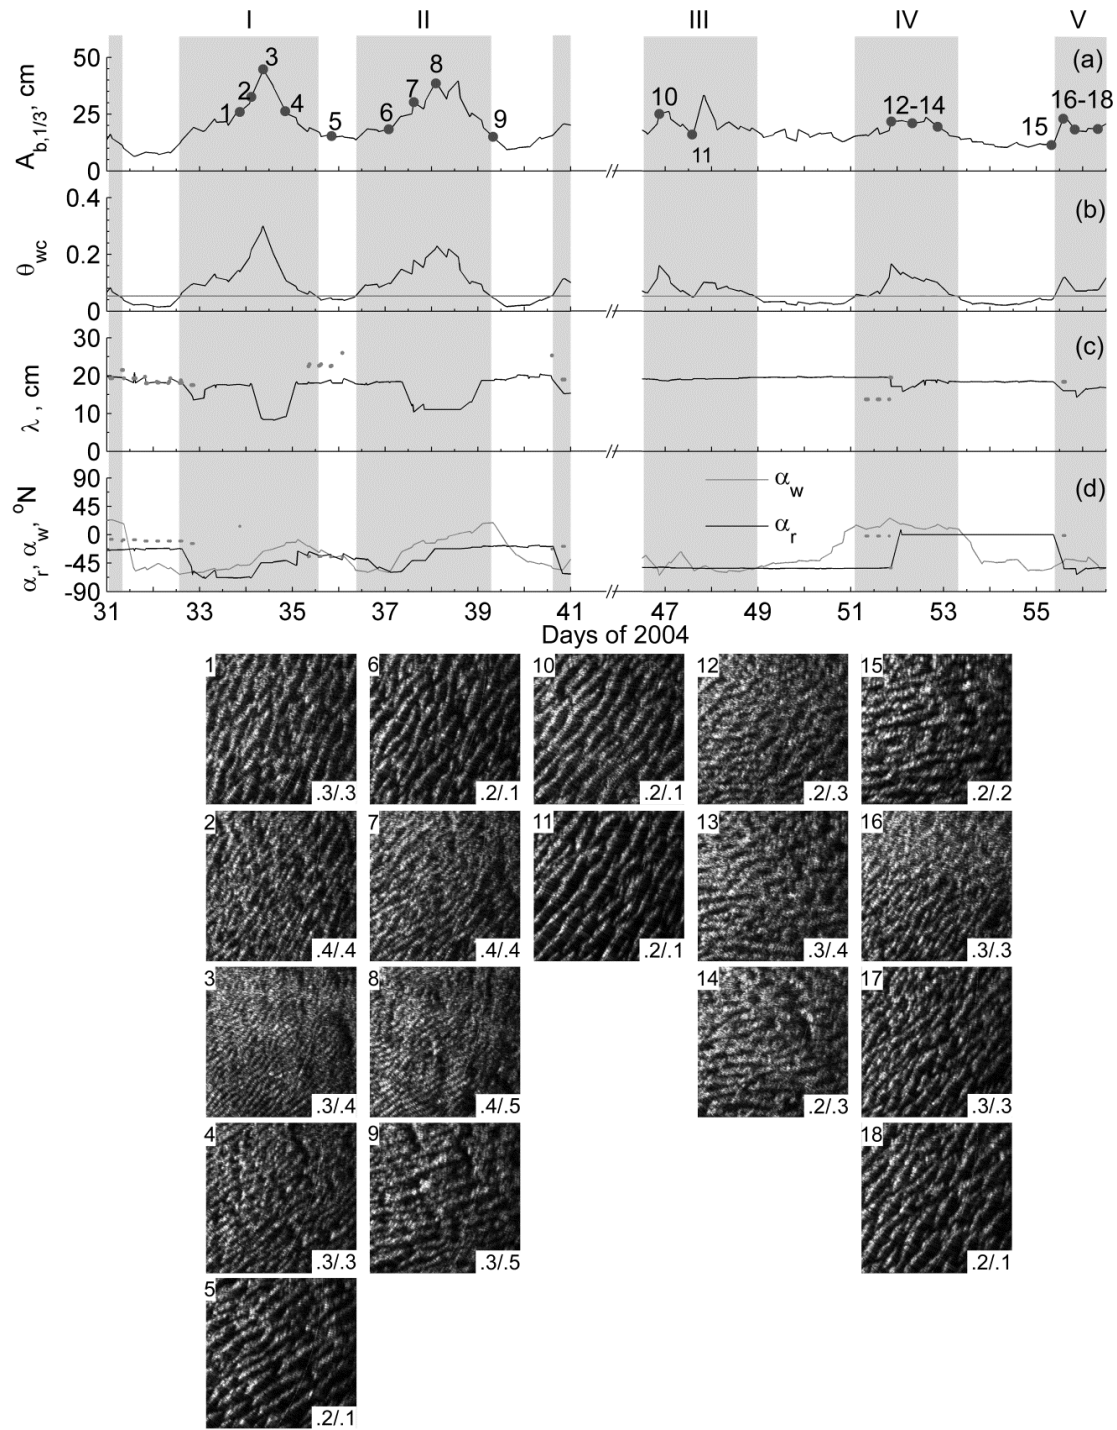 I II III IV V
50 25 0
A_b,1/3, cm
1 2 3 4 5 6 7 8 9 10 11 12-14 15 16-18
(a)
0.4 0.2 0
θ_wc
(b)
30 20 10 0
λ , cm
(c)
90 45 0 -45 -90
α_r, α_w, °N
α_w
α_r
(d)
31 33 35 37 39 41 47 49 51 53 55
Days of 2004
1 6 10 12 15
.3/.3 .2/.1 .2/.1 .2/.3 .2/.2
2 7 11 13 16
.4/.4 .4/.4 .2/.1 .3/.4 .3/.3
3 8 14 17
.3/.4 .4/.5 .2/.3 .3/.3
4 9 18
.3/.3 .3/.5 .2/.1
5
.2/.1